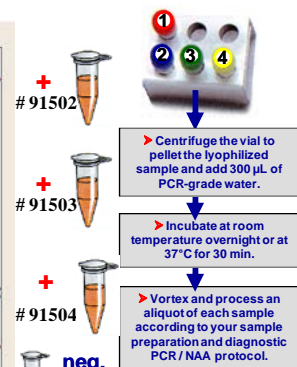 1
2 3 4
+
# 91502
➤ Centrifuge the vial to
pellet the lyophilized
sample and add 300 µL of
PCR-grade water.
+
# 91503
➤ Incubate at room
temperature overnight or at
37°C for 30 min.
+
# 91504
➤ Vortex and process an
aliquot of each sample
according to your sample
preparation and diagnostic
PCR / NAA protocol.
neg.